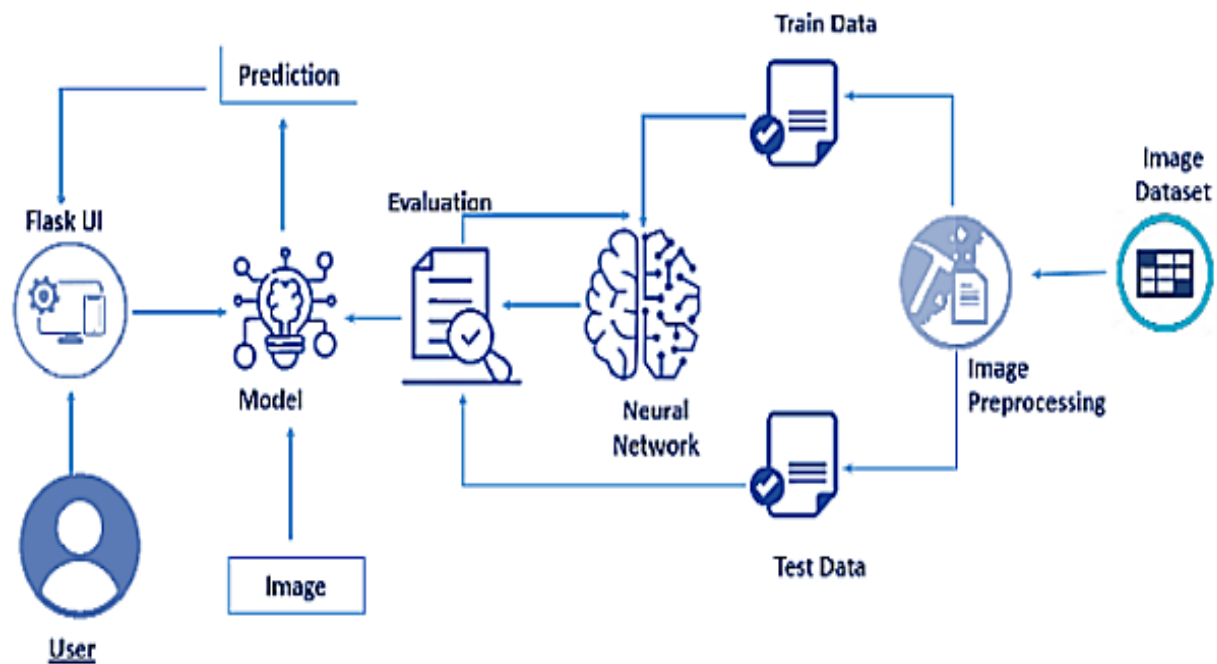 Train Data
Prediction
Image
Dataset
Evaluation
Flask UI
Image
Preprocessing
Model
Neural
Network
Image
Test Data
User